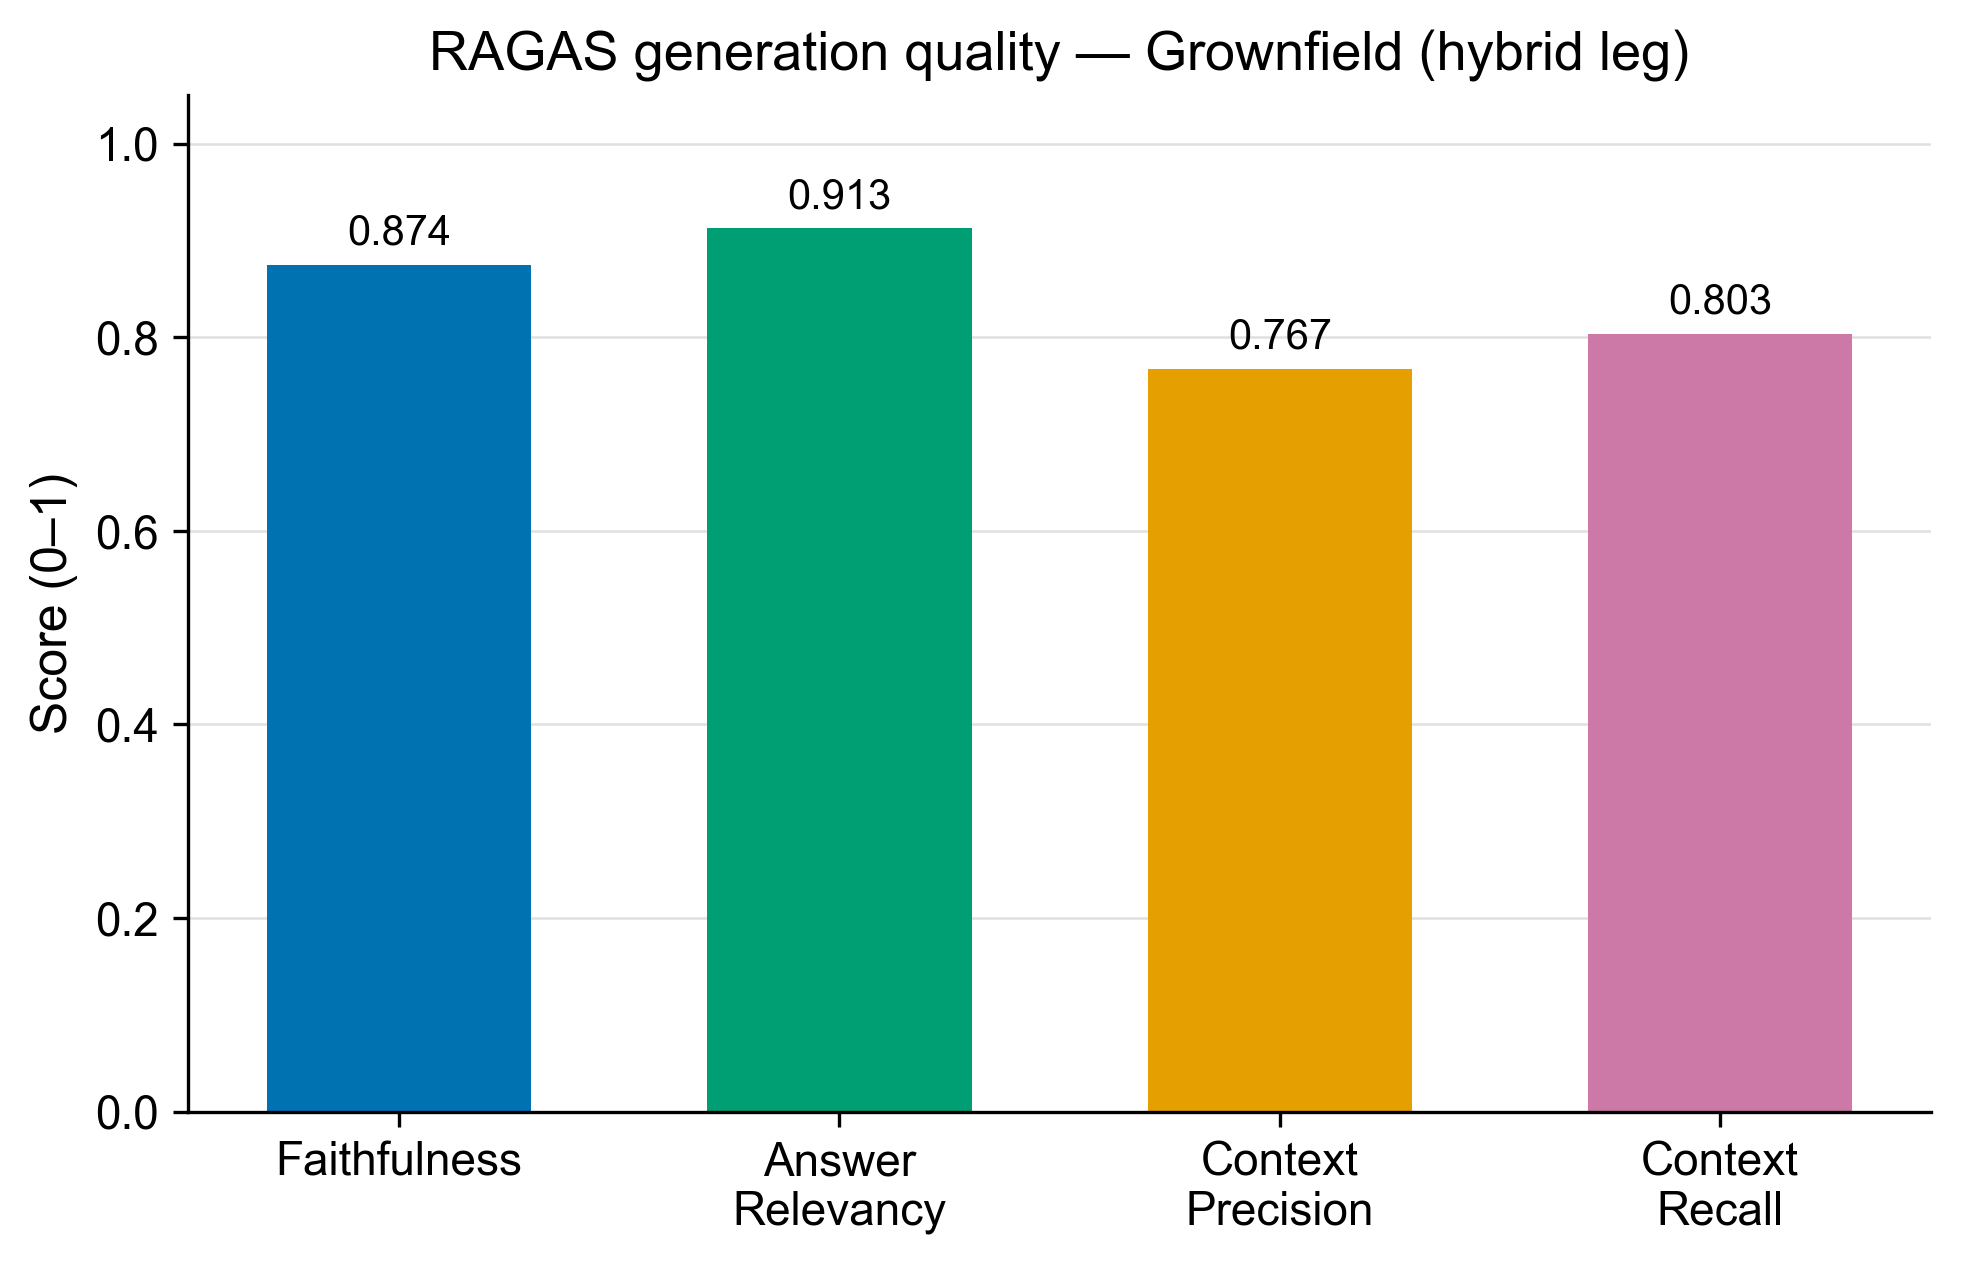 RAGAS generation quality — Grownfield (hybrid leg)
1.0
0.8
0.6
0.4
0.2
0.0
Score (0–1)
0.874
0.913
0.767
0.803
Faithfulness
Answer
Relevancy
Context
Precision
Context
Recall